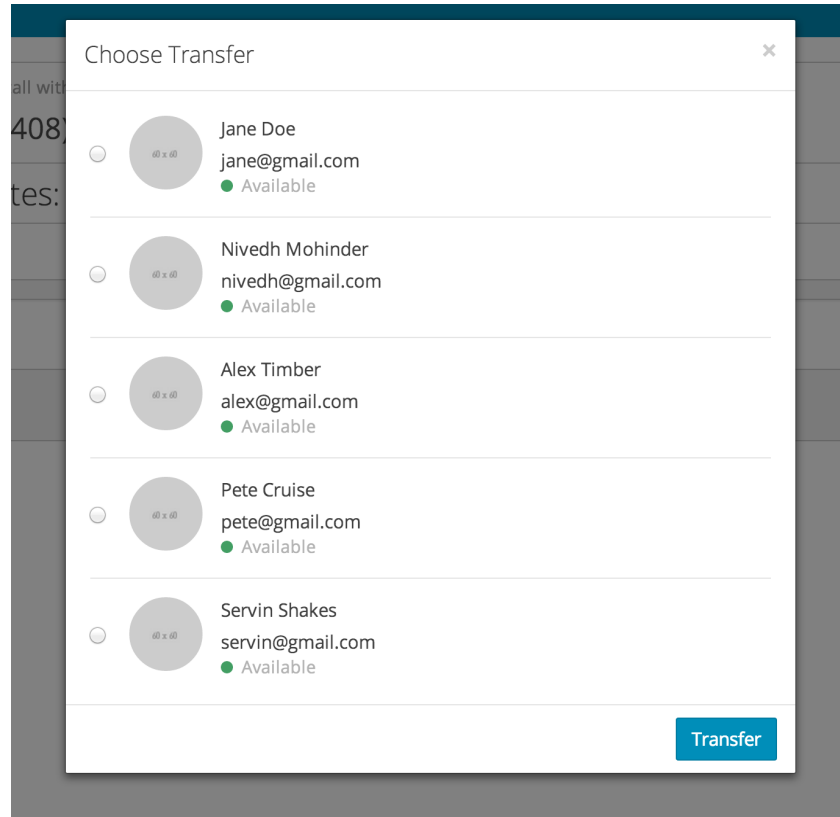 Choose Transfer
×
all with
408)
tes:
60 x 60
Jane Doe
jane@gmail.com
Available
60 x 60
Nivedh Mohinder
nivedh@gmail.com
Available
60 x 60
Alex Timber
alex@gmail.com
Available
60 x 60
Pete Cruise
pete@gmail.com
Available
60 x 60
Servin Shakes
servin@gmail.com
Available
Transfer